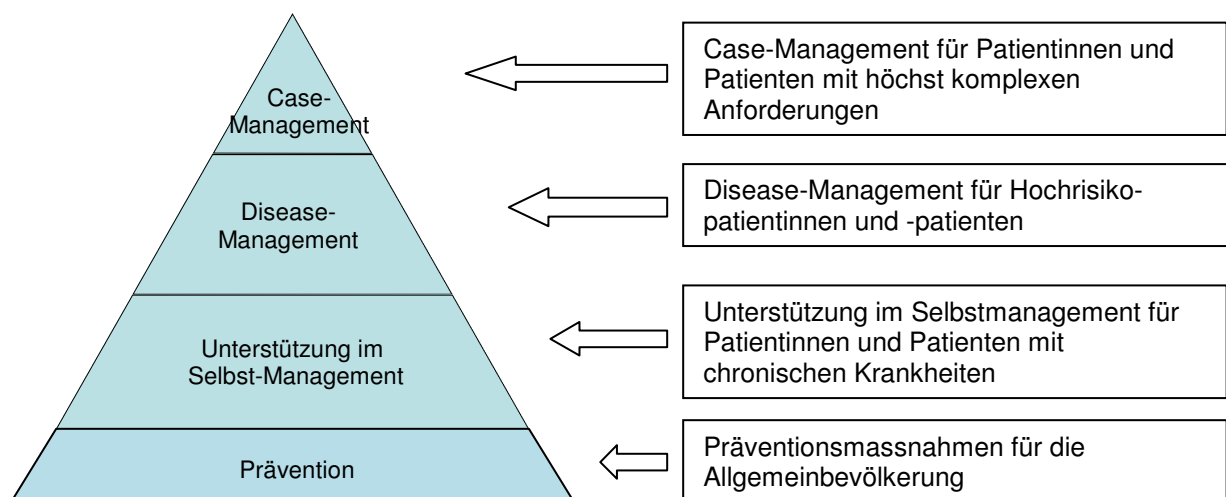 Case-
Management
Case-Management für Patientinnen und
Patienten mit höchst komplexen
Anforderungen
Disease-
Management
Disease-Management für Hochrisiko-
patientinnen und -patienten
Unterstützung im
Selbst-Management
Unterstützung im Selbstmanagement für
Patientinnen und Patienten mit
chronischen Krankheiten
Prävention
Präventionsmassnahmen für die
Allgemeinbevölkerung